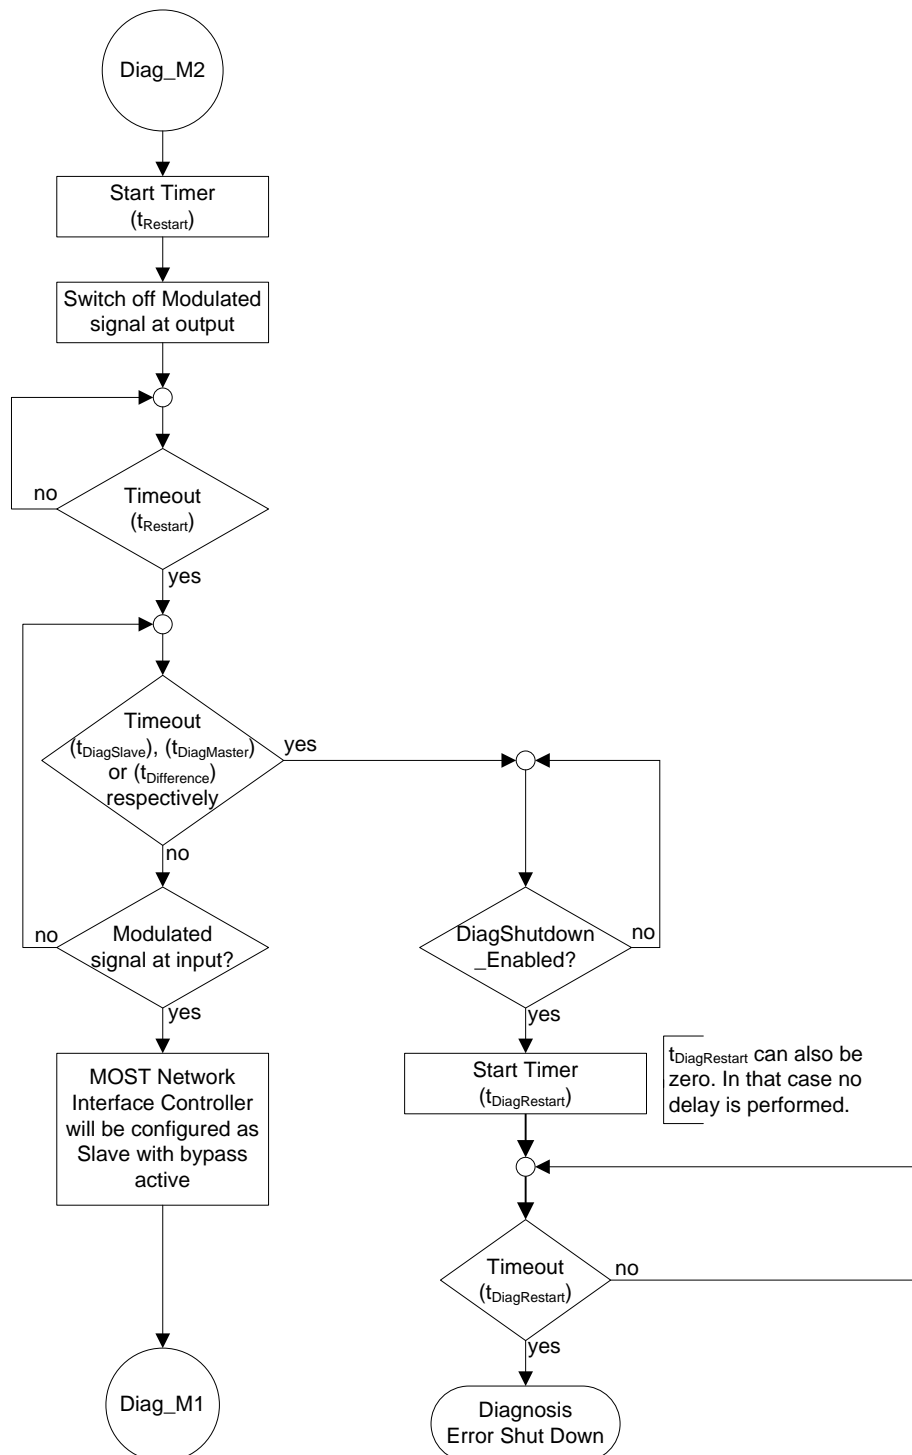 Diag_M2
Start Timer
(tRestart)
Switch off Modulated
signal at output
Timeout
(tRestart)
no
yes
Timeout
(tDiagSlave), (tDiagMaster)
or (tDifference)
respectively
yes
no
Modulated
signal at input?
no
yes
DiagShutdown
_Enabled?
no
yes
MOST Network
Interface Controller
will be configured as
Slave with bypass
active
Start Timer
(tDiagRestart)
tDiagRestart can also be
zero. In that case no
delay is performed.
Timeout
(tDiagRestart)
no
yes
Diag_M1
Diagnosis
Error Shut Down